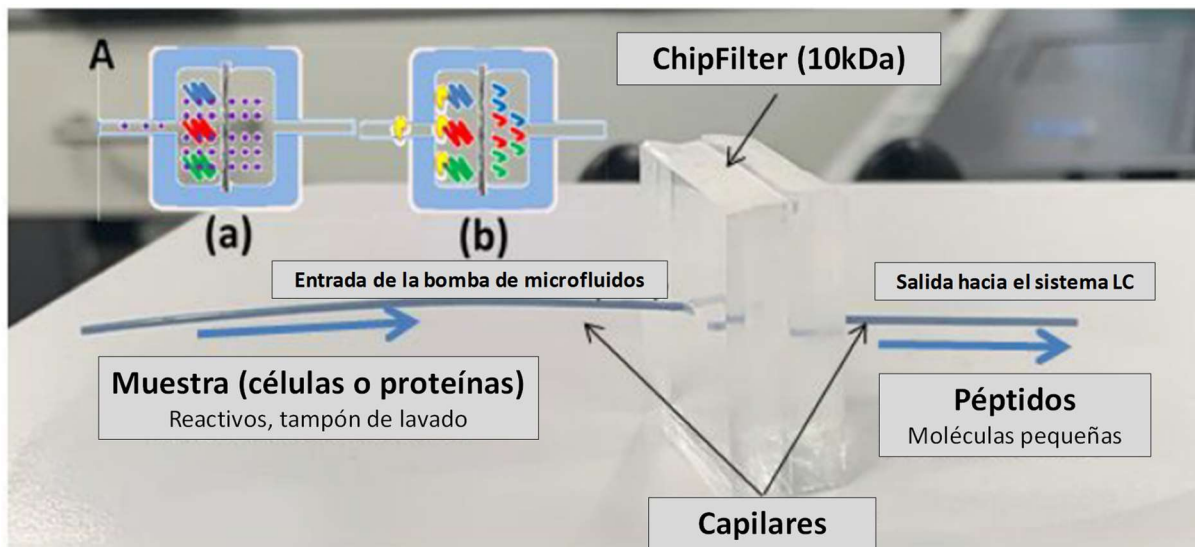 A
ChipFilter (10kDa)
(a)
(b)
Entrada de la bomba de microfluidos
Salida hacia el sistema LC
Muestra (células o proteínas)
Reactivos, tampón de lavado
Péptidos
Moléculas pequeñas
Capilares